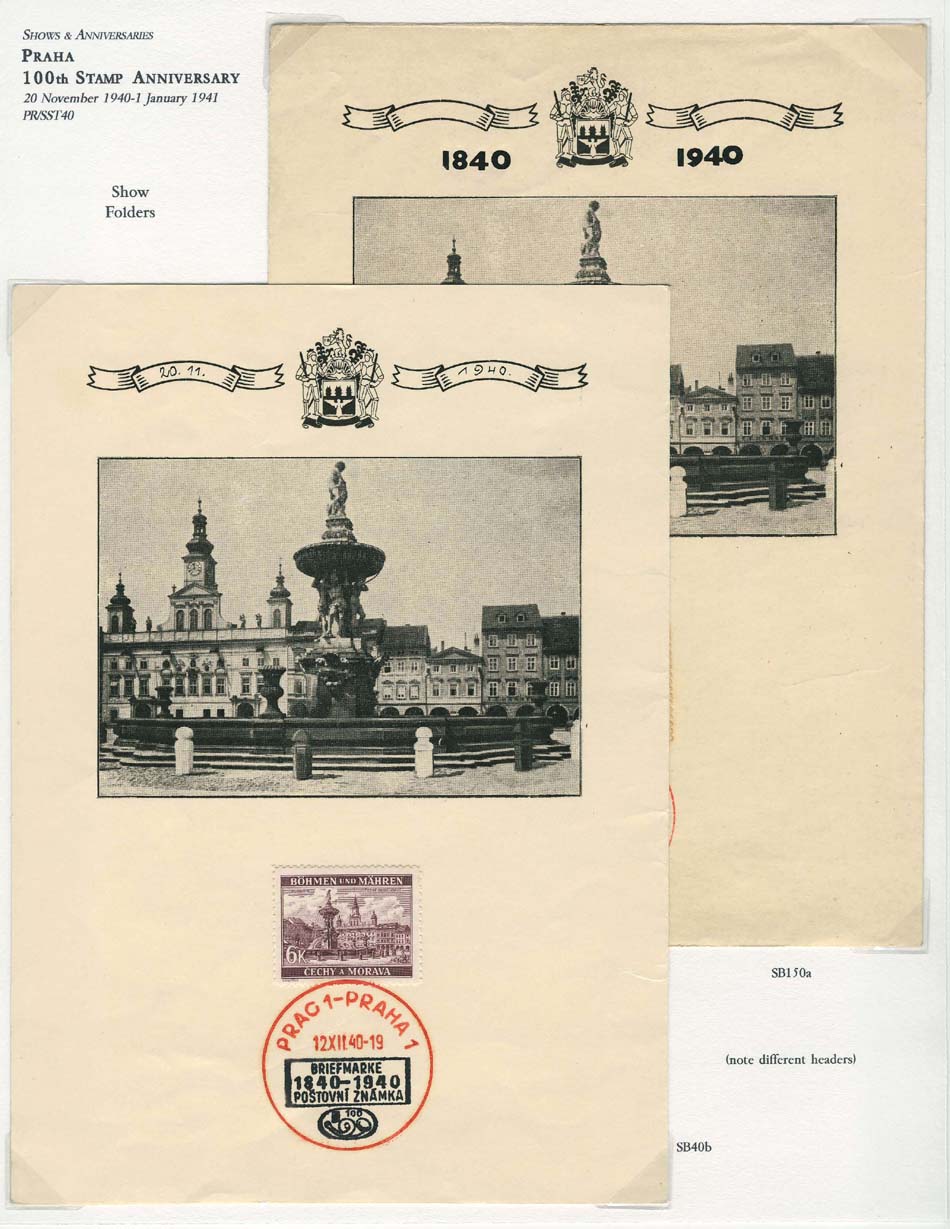 SHOWS & ANNIVERSARIES
PRAHA
100th STAMP ANNIVERSARY
20 November 1940-1 January 1941
PR/SST40
Show
Folders
1840 1940
20. 11. 1940.
BÖHMEN UND MÄHREN
6K
ČECHY A MORAVA
PRAG 1-PRAHA 1
12XII.40-19
BRIEFMARKE
1840-1940
POŠTOVNÍ ZNÁMKA
100
SB150a
(note different headers)
SB40b